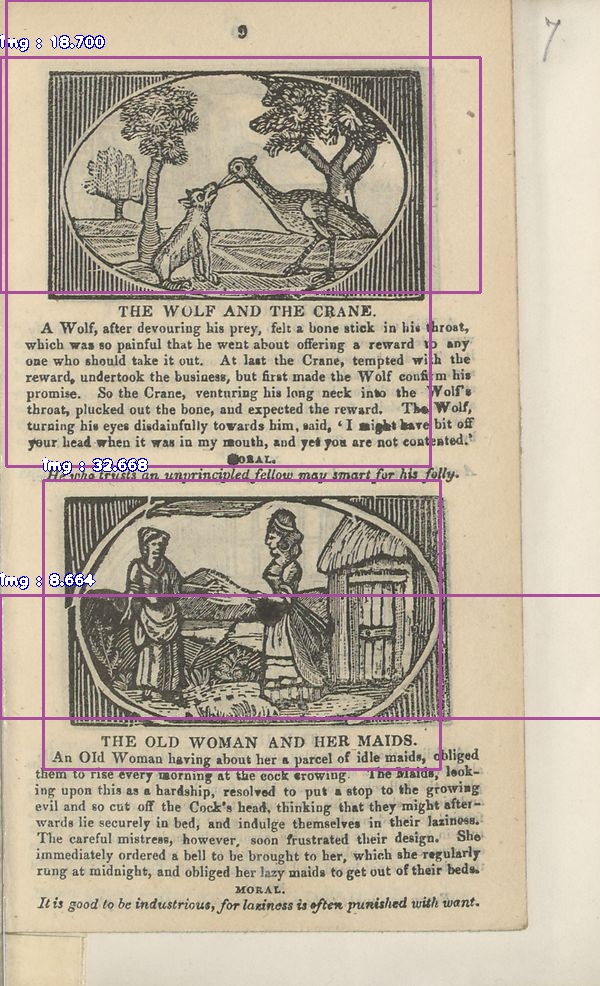 9
7
img : 18.700
THE WOLF AND THE CRANE.
A Wolf, after devouring his prey, felt a bone stick in his throat,
which was so painful that he went about offering a reward to any
one who should take it out. At last the Crane, tempted with the
reward, undertook the business, but first made the Wolf confirm his
promise. So the Crane, venturing his long neck into the Wolf's
throat, plucked out the bone, and expected the reward. The Wolf,
turning his eyes disdainfully towards him, said, 'I might have bit off
your head when it was in my mouth, and yet you are not contented.'
MORAL.
img : 32.668
He who trusts an unprincipled fellow may smart for his folly.
img : 8.664
THE OLD WOMAN AND HER MAIDS.
An Old Woman having about her a parcel of idle maids, obliged
them to rise every morning at the cock crowing. The Maids, look-
ing upon this as a hardship, resolved to put a stop to the growing
evil and so cut off the Cock's head, thinking that they might after-
wards lie securely in bed, and indulge themselves in their laziness.
The careful mistress, however, soon frustrated their design. She
immediately ordered a bell to be brought to her, which she regularly
rung at midnight, and obliged her lazy maids to get out of their beds.
MORAL.
It is good to be industrious, for laziness is often punished with want.